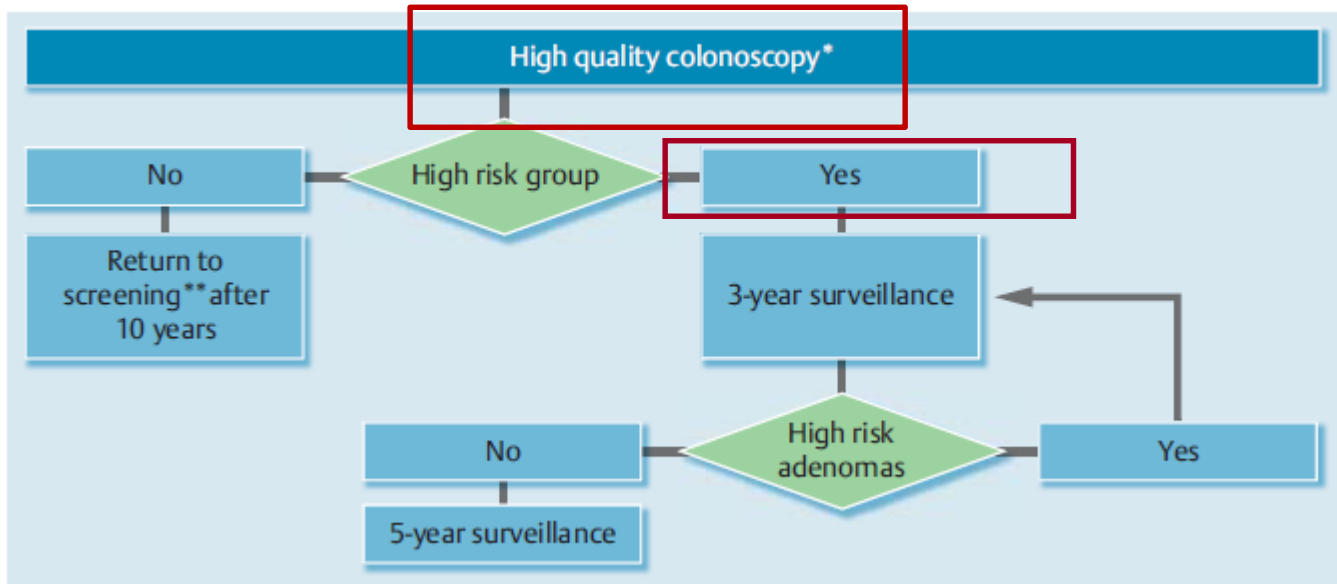 High quality colonoscopy*
No
High risk group
Yes
Return to
screening** after
10 years
3-year surveillance
No
High risk
adenomas
Yes
5-year surveillance